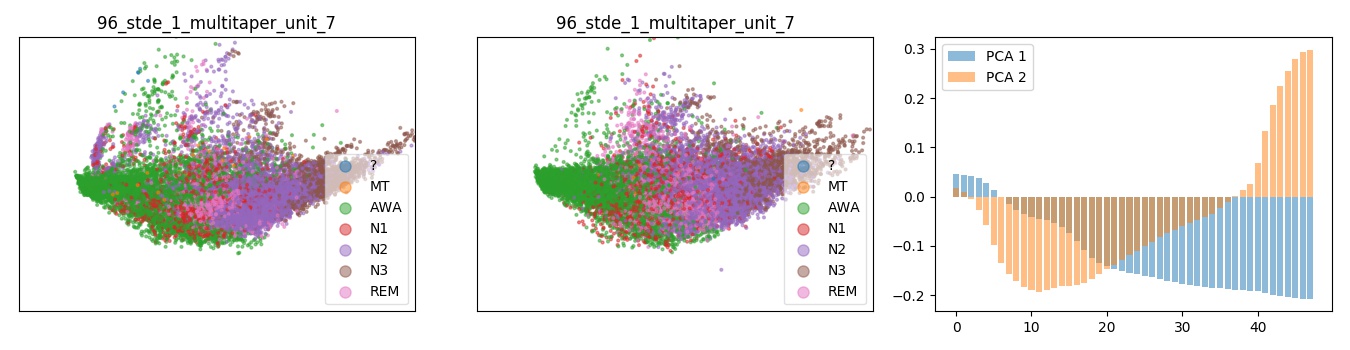 96_stde_1_multitaper_unit_7
?
MT
AWA
N1
N2
N3
REM
96_stde_1_multitaper_unit_7
?
MT
AWA
N1
N2
N3
REM
PCA 1
PCA 2
0.3
0.2
0.1
0.0
−0.1
−0.2
0 10 20 30 40